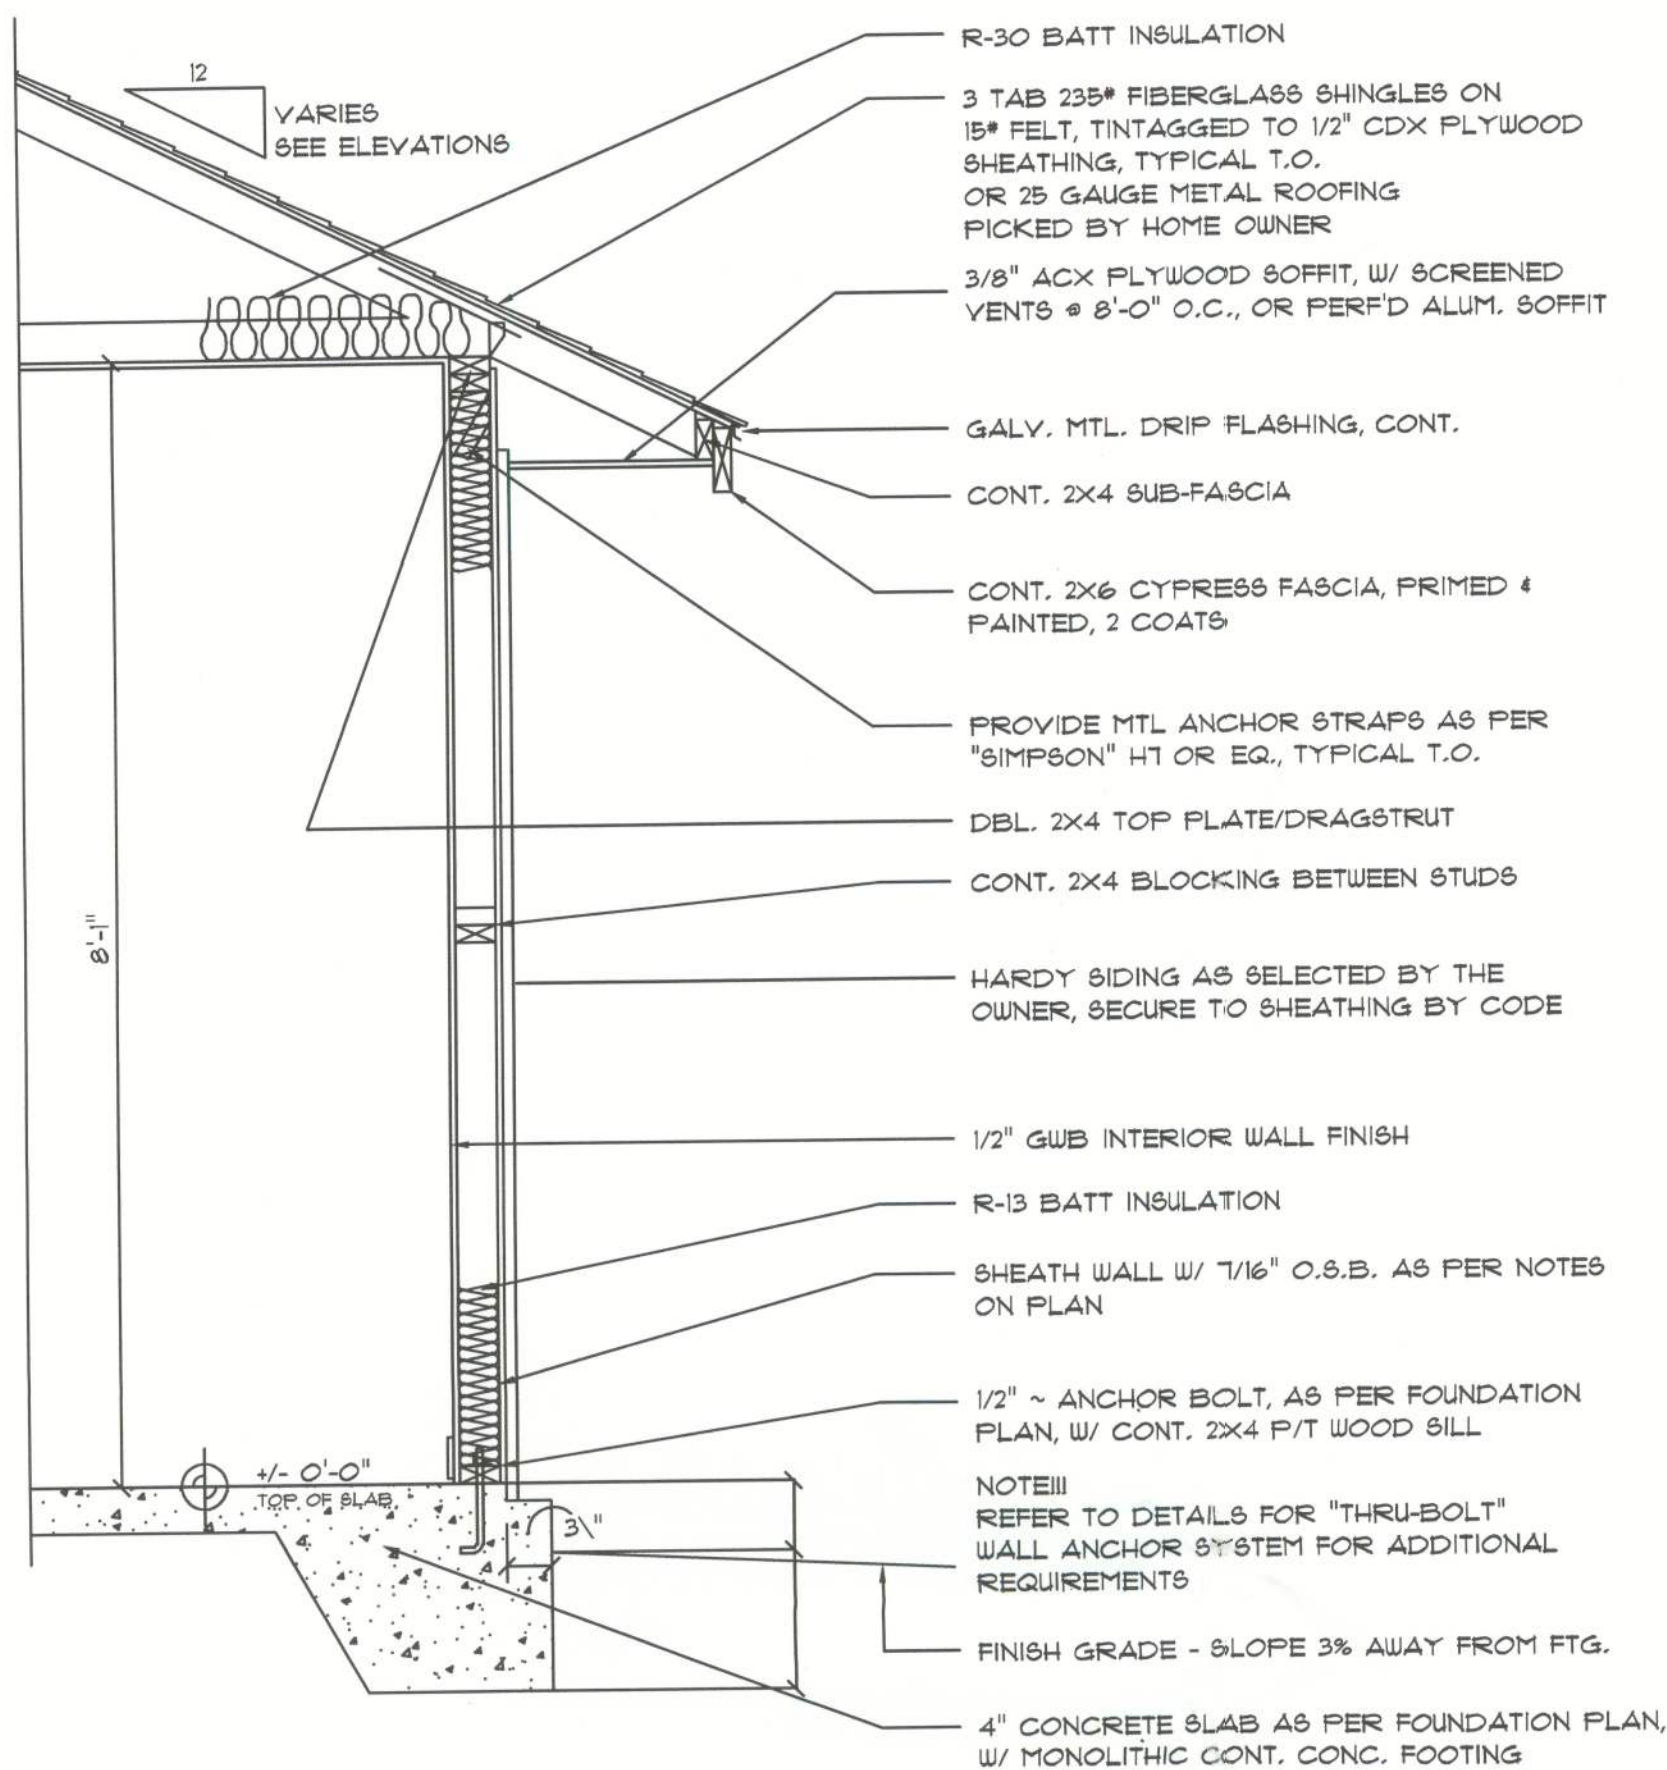 R-30 BATT INSULATION
12
VARIES
SEE ELEVATIONS
3 TAB 235# FIBERGLASS SHINGLES ON
15# FELT, TINTAGGED TO 1/2" CDX PLYWOOD
SHEATHING, TYPICAL T.O.
OR 25 GAUGE METAL ROOFING
PICKED BY HOME OWNER
3/8" ACX PLYWOOD SOFFIT, W/ SCREENED
VENTS @ 8'-0" O.C., OR PERF'D ALUM. SOFFIT
GALV. MTL. DRIP FLASHING, CONT.
CONT. 2X4 SUB-FASCIA
CONT. 2X6 CYPRESS FASCIA, PRIMED &
PAINTED, 2 COATS
PROVIDE MTL ANCHOR STRAPS AS PER
"SIMPSON" H7 OR EQ., TYPICAL T.O.
DBL. 2X4 TOP PLATE/DRAGSTRUT
CONT. 2X4 BLOCKING BETWEEN STUDS
8'-1"
HARDY SIDING AS SELECTED BY THE
OWNER, SECURE TO SHEATHING BY CODE
1/2" GWB INTERIOR WALL FINISH
R-13 BATT INSULATION
SHEATH WALL W/ 7/16" O.S.B. AS PER NOTES
ON PLAN
1/2" ~ ANCHOR BOLT, AS PER FOUNDATION
PLAN, W/ CONT. 2X4 P/T WOOD SILL
+/- 0'-0"
TOP OF SLAB
NOTE!!!
REFER TO DETAILS FOR "THRU-BOLT"
WALL ANCHOR SYSTEM FOR ADDITIONAL
REQUIREMENTS
3\"
FINISH GRADE - SLOPE 3% AWAY FROM FTG.
4" CONCRETE SLAB AS PER FOUNDATION PLAN,
W/ MONOLITHIC CONT. CONC. FOOTING